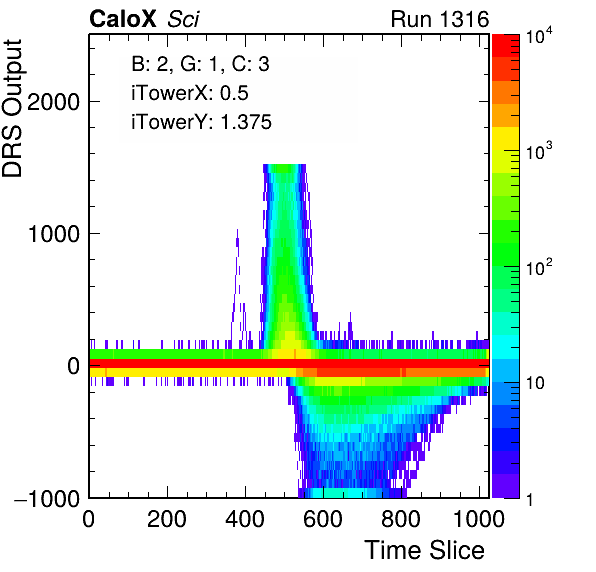 CaloX Sci Run 1316
B: 2, G: 1, C: 3
iTowerX: 0.5
iTowerY: 1.375
DRS Output
2000
1000
0
−1000
0 200 400 600 800 1000
Time Slice
10⁴
10³
10²
10
1